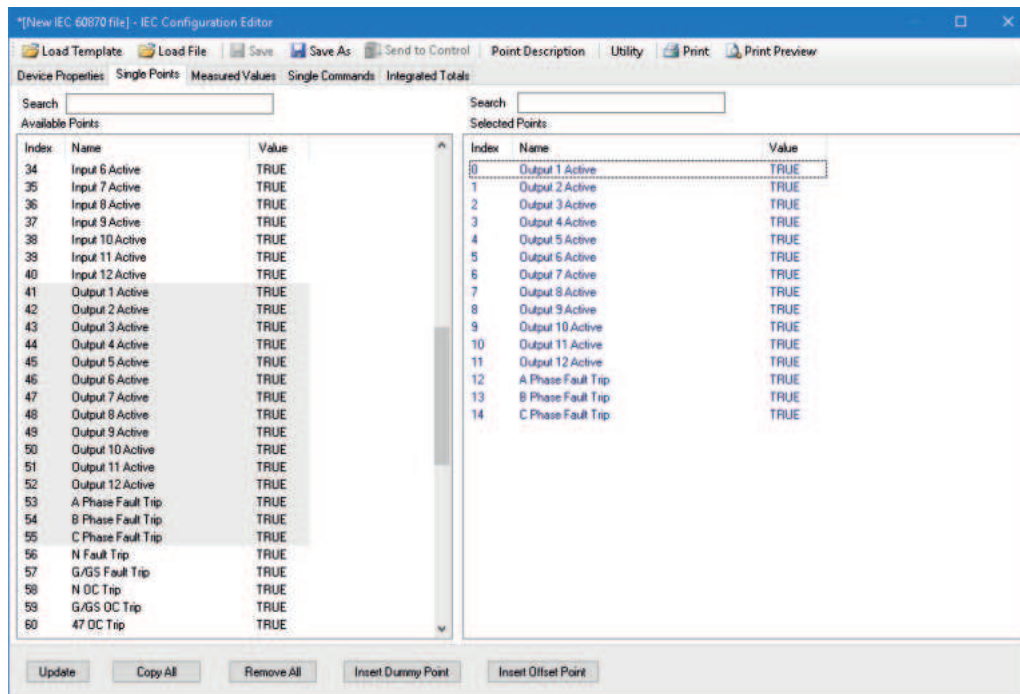 *[New IEC 60870 file] - IEC Configuration Editor
Load Template Load File Save Save As Send to Control Point Description Utility Print Print Preview
Device Properties Single Points Measured Values Single Commands Integrated Totals
Search
Available Points
Index Name Value
34 Input 6 Active TRUE
35 Input 7 Active TRUE
36 Input 8 Active TRUE
37 Input 9 Active TRUE
38 Input 10 Active TRUE
39 Input 11 Active TRUE
40 Input 12 Active TRUE
41 Output 1 Active TRUE
42 Output 2 Active TRUE
43 Output 3 Active TRUE
44 Output 4 Active TRUE
45 Output 5 Active TRUE
46 Output 6 Active TRUE
47 Output 7 Active TRUE
48 Output 8 Active TRUE
49 Output 9 Active TRUE
50 Output 10 Active TRUE
51 Output 11 Active TRUE
52 Output 12 Active TRUE
53 A Phase Fault Trip TRUE
54 B Phase Fault Trip TRUE
55 C Phase Fault Trip TRUE
56 N Fault Trip TRUE
57 G/GS Fault Trip TRUE
58 N OC Trip TRUE
59 G/GS OC Trip TRUE
60 47 OC Trip TRUE
Search
Selected Points
Index Name Value
0 Output 1 Active TRUE
1 Output 2 Active TRUE
2 Output 3 Active TRUE
3 Output 4 Active TRUE
4 Output 5 Active TRUE
5 Output 6 Active TRUE
6 Output 7 Active TRUE
7 Output 8 Active TRUE
8 Output 9 Active TRUE
9 Output 10 Active TRUE
10 Output 11 Active TRUE
11 Output 12 Active TRUE
12 A Phase Fault Trip TRUE
13 B Phase Fault Trip TRUE
14 C Phase Fault Trip TRUE
Update Copy All Remove All Insert Dummy Point Insert Offset Point